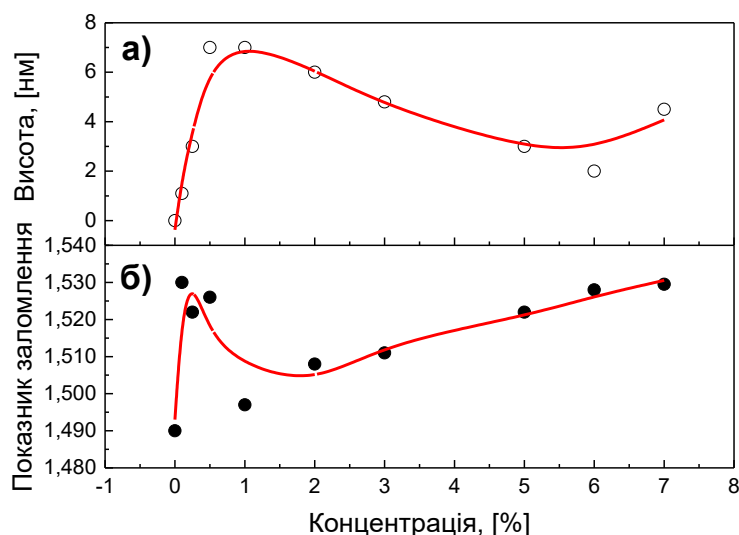 а)
8
6
4
2
0
Висота, [нм]
б)
1,540
1,530
1,520
1,510
1,500
1,490
1,480
Показник заломлення
-1 0 1 2 3 4 5 6 7 8
Концентрація, [%]